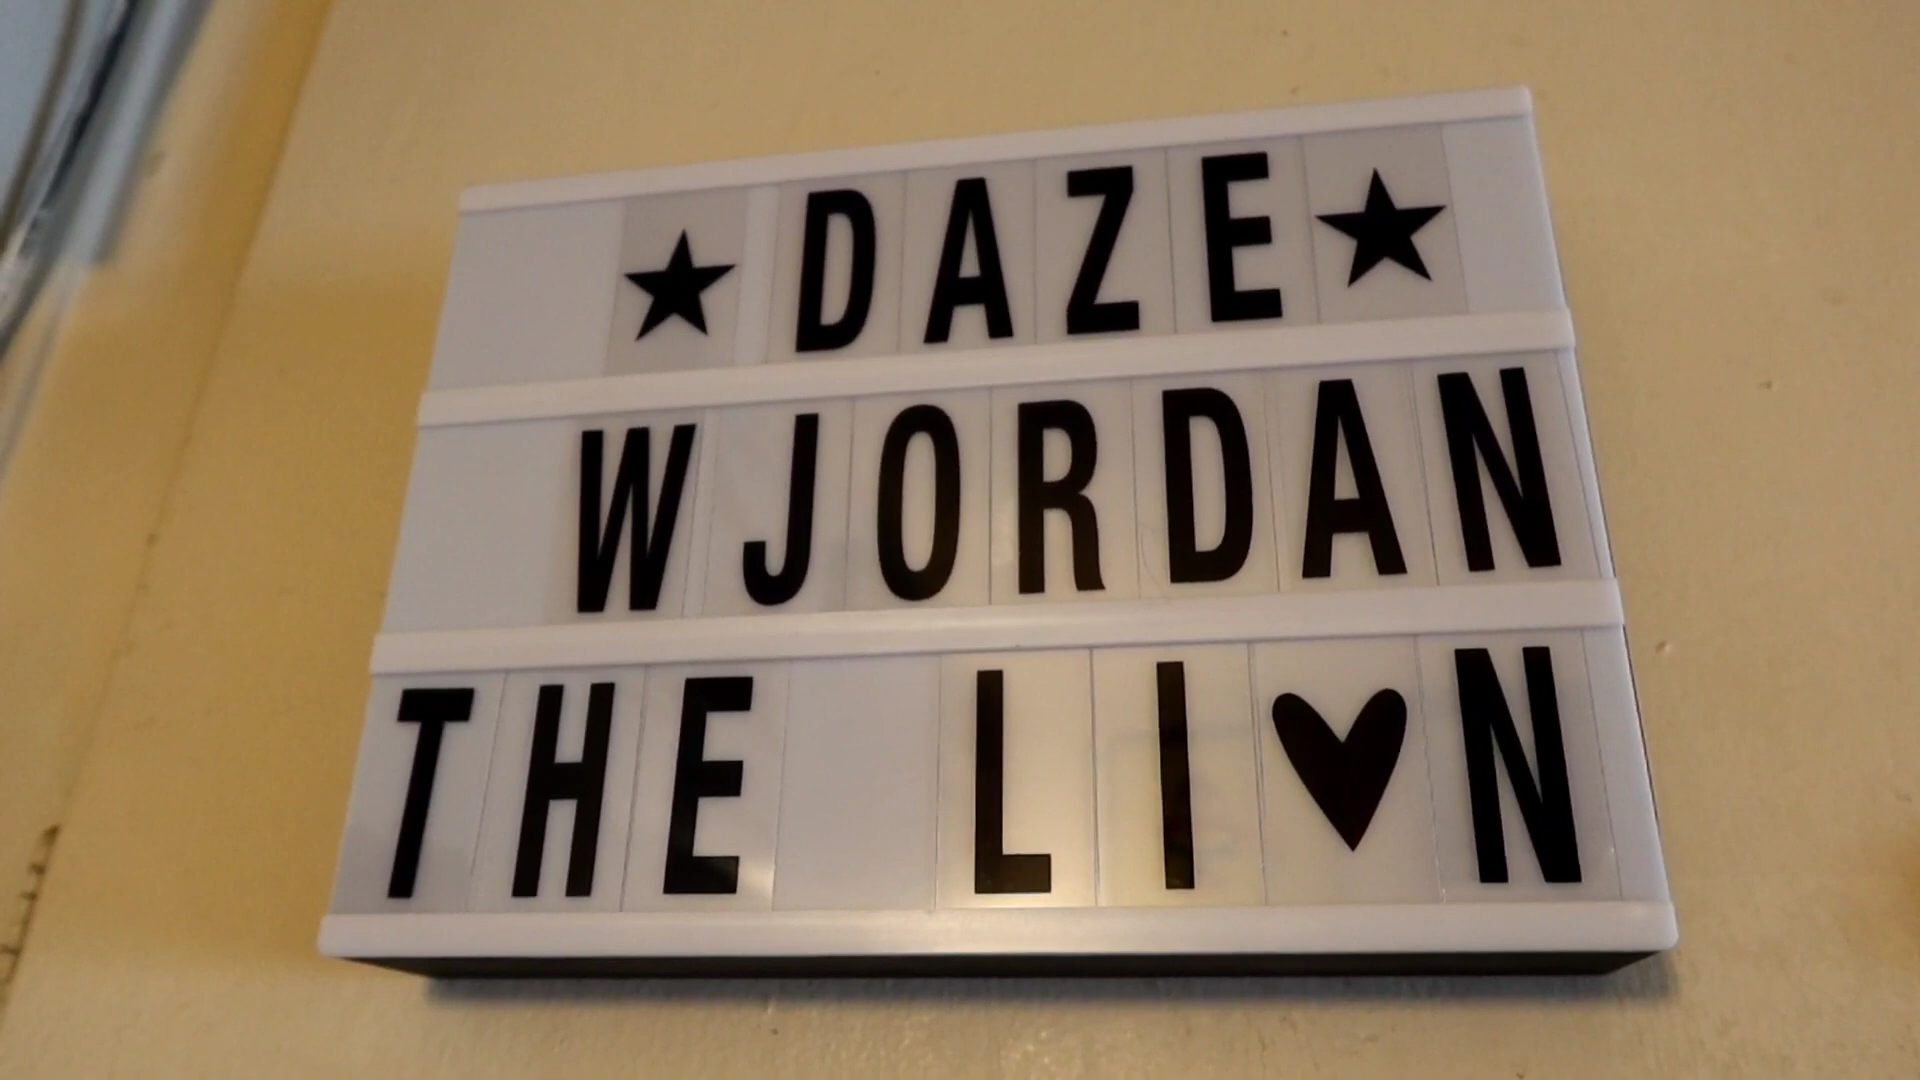 ★ DAZE ★
WJORDAN
THE LI♥N